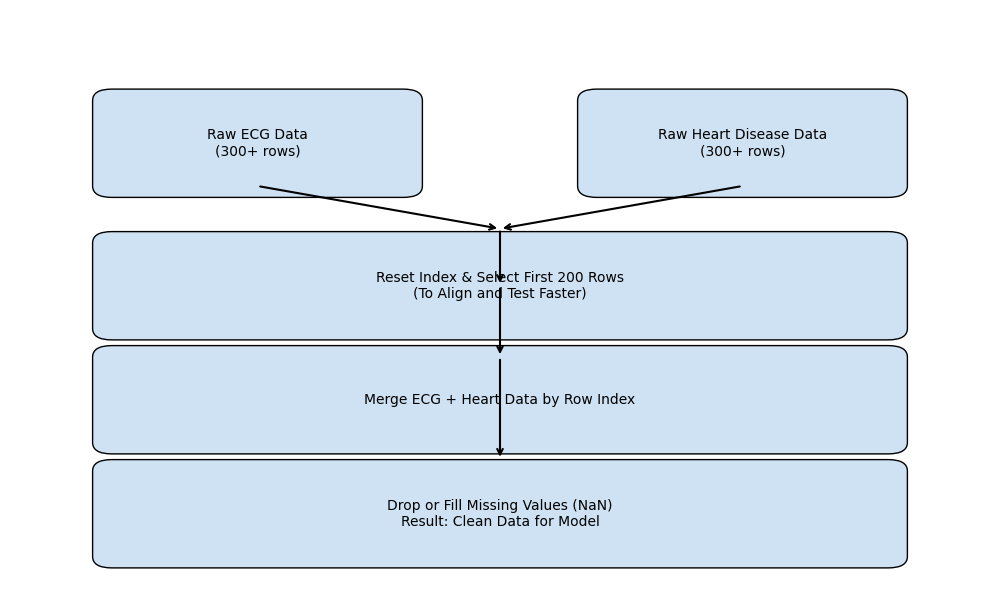 Raw ECG Data
(300+ rows)
Raw Heart Disease Data
(300+ rows)
Reset Index & Select First 200 Rows
(To Align and Test Faster)
Merge ECG + Heart Data by Row Index
Drop or Fill Missing Values (NaN)
Result: Clean Data for Model